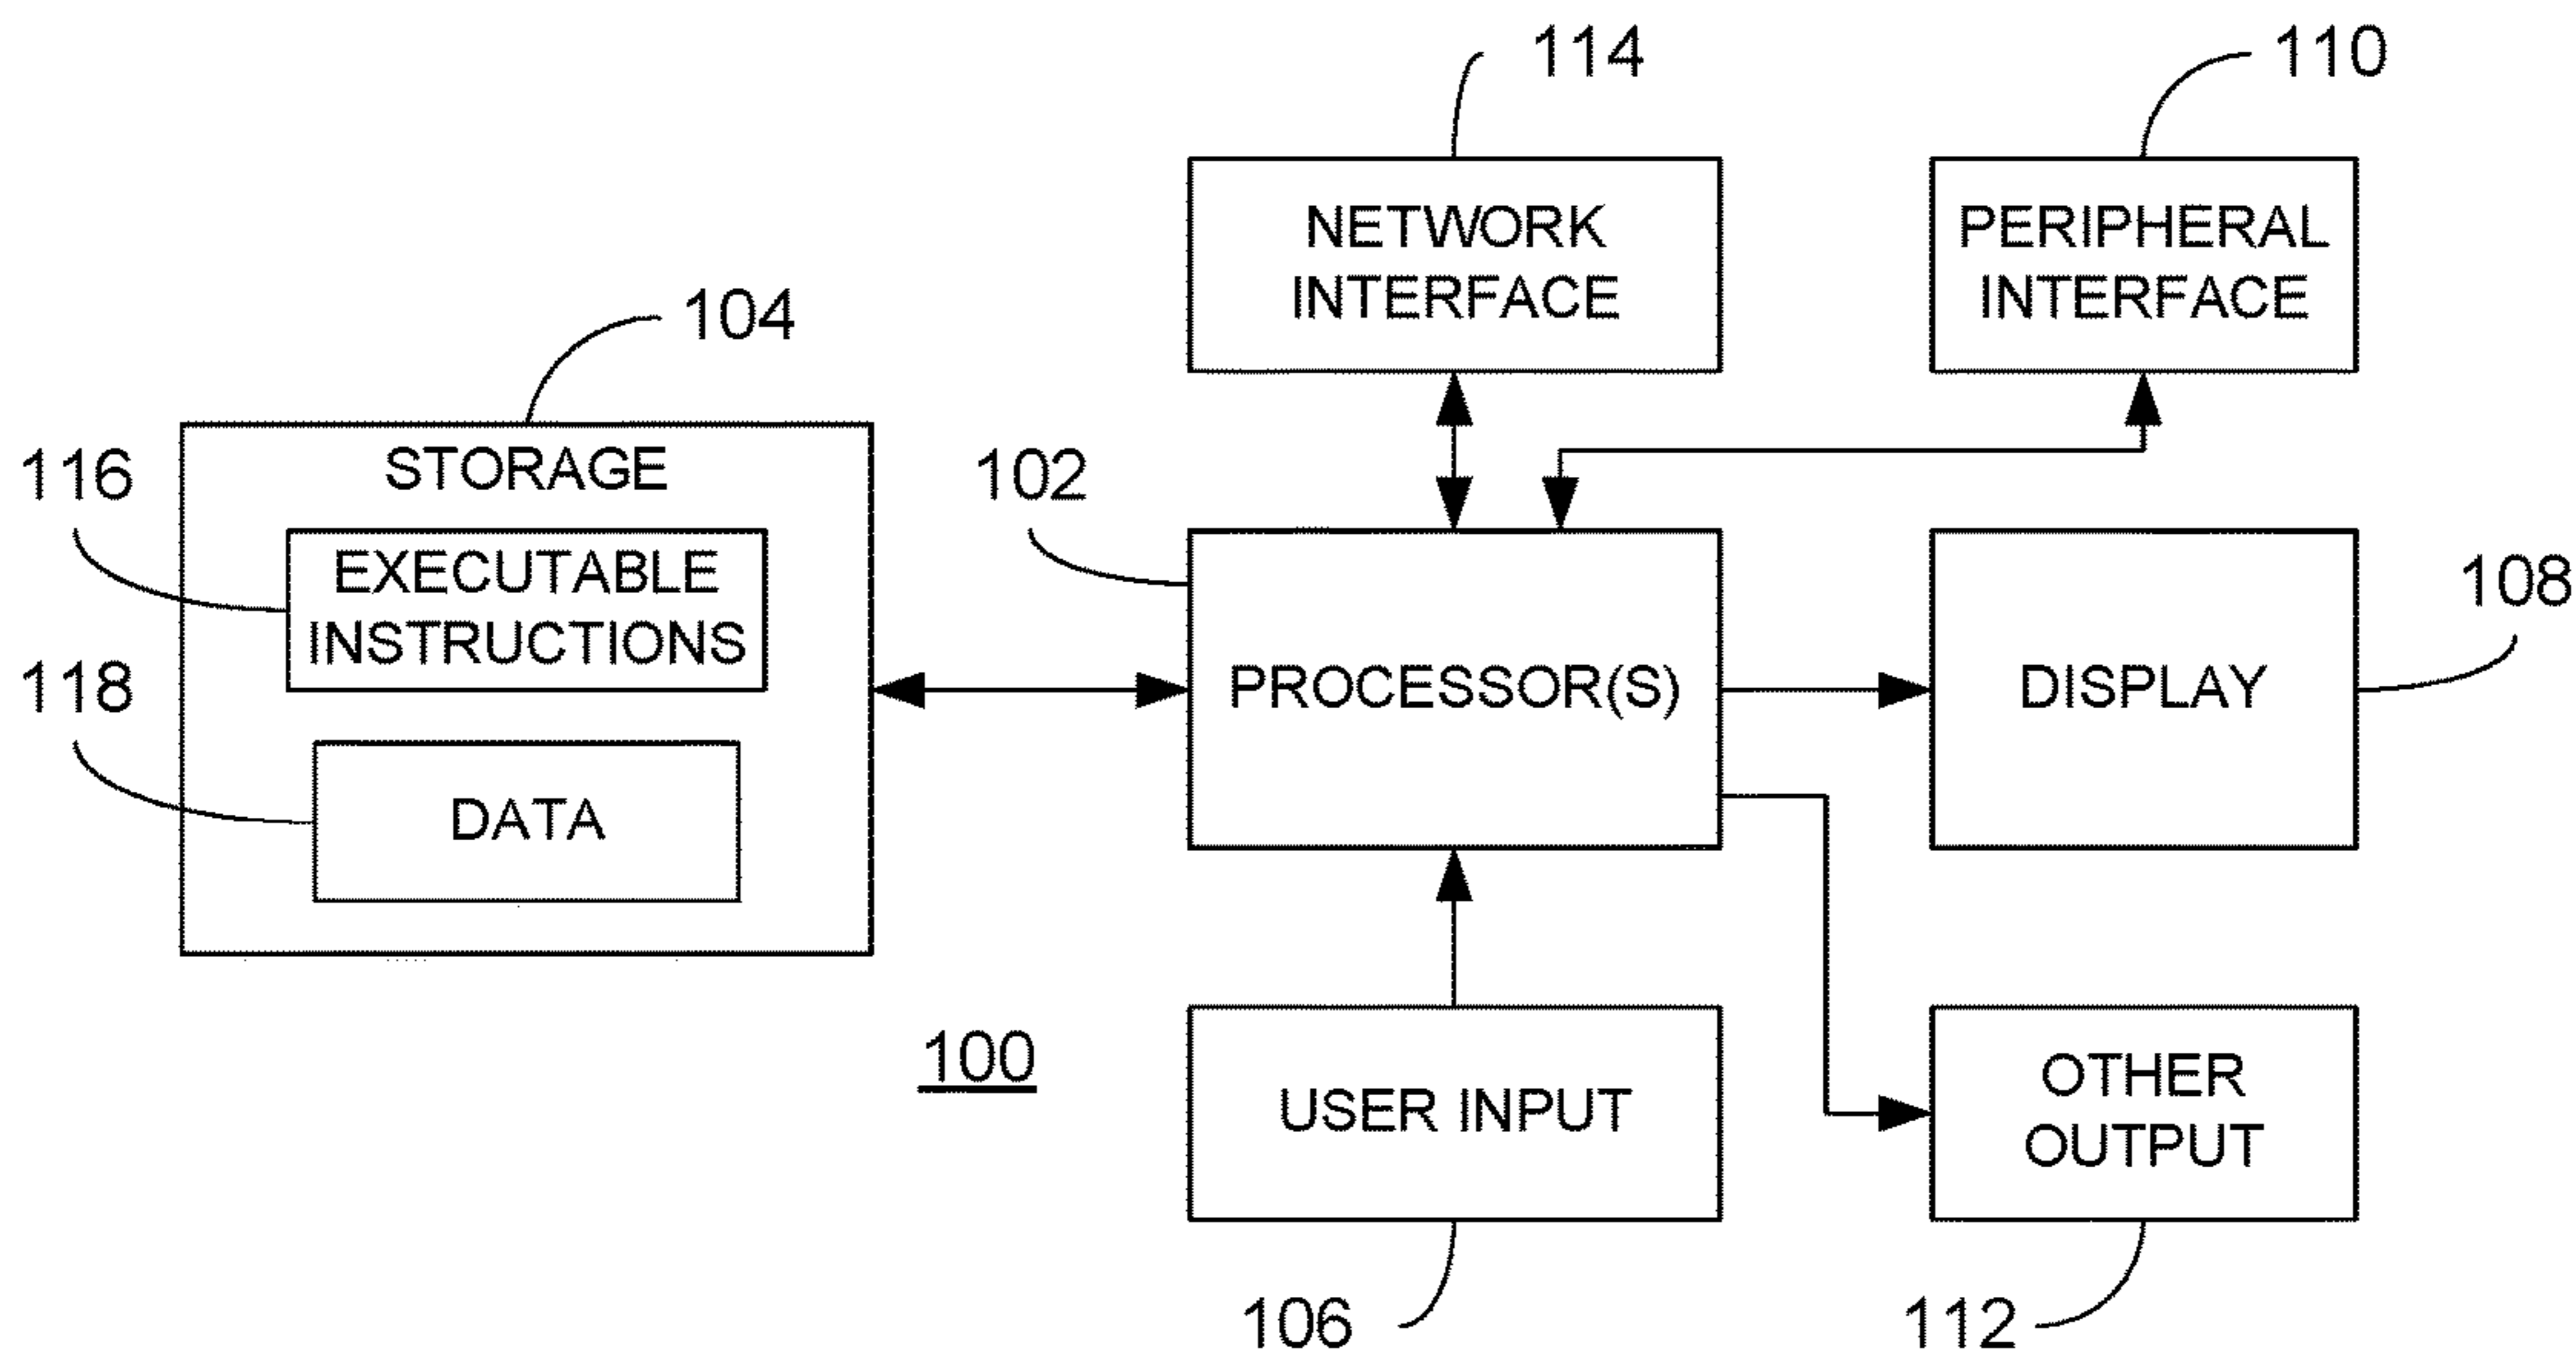 114
110
NETWORK
INTERFACE
PERIPHERAL
INTERFACE
104
STORAGE
116
EXECUTABLE
INSTRUCTIONS
118
DATA
102
PROCESSOR(S)
DISPLAY
108
100
USER INPUT
OTHER
OUTPUT
106
112